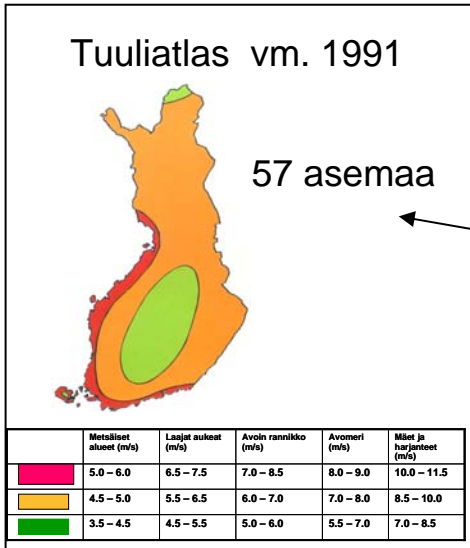 Tuuliatlas vm. 1991
57 asemaa
Metsäiset alueet (m/s) Laajat aukeat (m/s) Avoin rannikko (m/s) Avomeri (m/s) Mäet ja harjanteet (m/s)
5.0 – 6.0 6.5 – 7.5 7.0 – 8.5 8.0 – 9.0 10.0 – 11.5
4.5 – 5.0 5.5 – 6.5 6.0 – 7.0 7.0 – 8.0 8.5 – 10.0
3.5 – 4.5 4.5 – 5.5 5.0 – 6.0 5.5 – 7.0 7.0 – 8.5